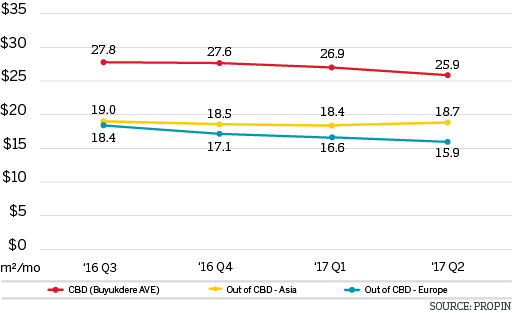 $35
$30
$25
$20
$15
$10
$5
$0
27.8 27.6 26.9 25.9
19.0 18.5 18.4 18.7
18.4 17.1 16.6 15.9
m²/mo '16 Q3 '16 Q4 '17 Q1 '17 Q2
CBD (Buyukdere AVE) Out of CBD - Asia Out of CBD - Europe
SOURCE: PROPIN